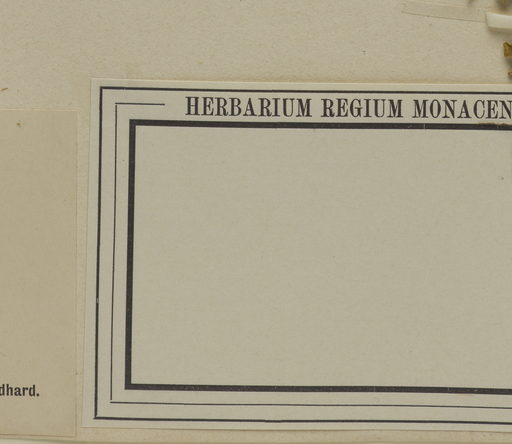 HERBARIUM REGIUM MONACEN
dhard.